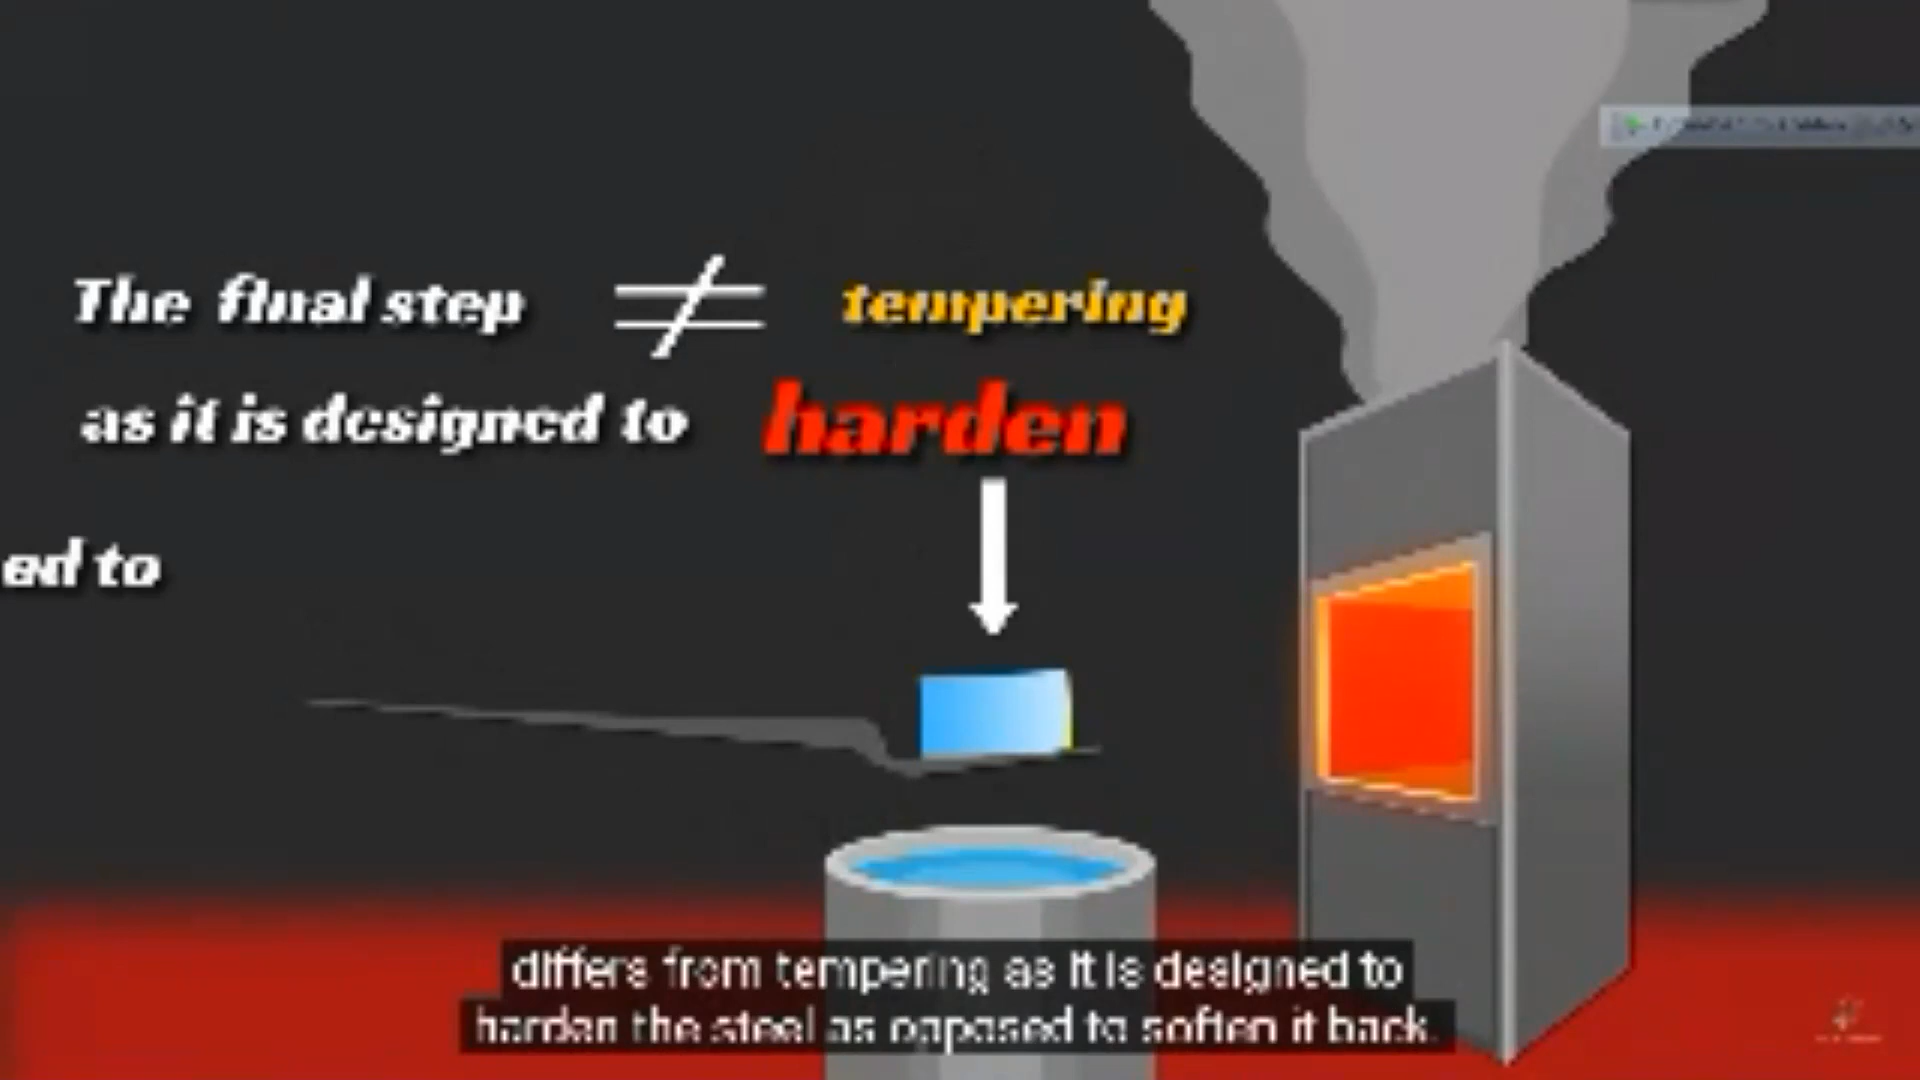 The final step ≠ tempering
as it is designed to harden
ed to
differs from tempering as it is designed to
harden the steel as opposed to soften it back.